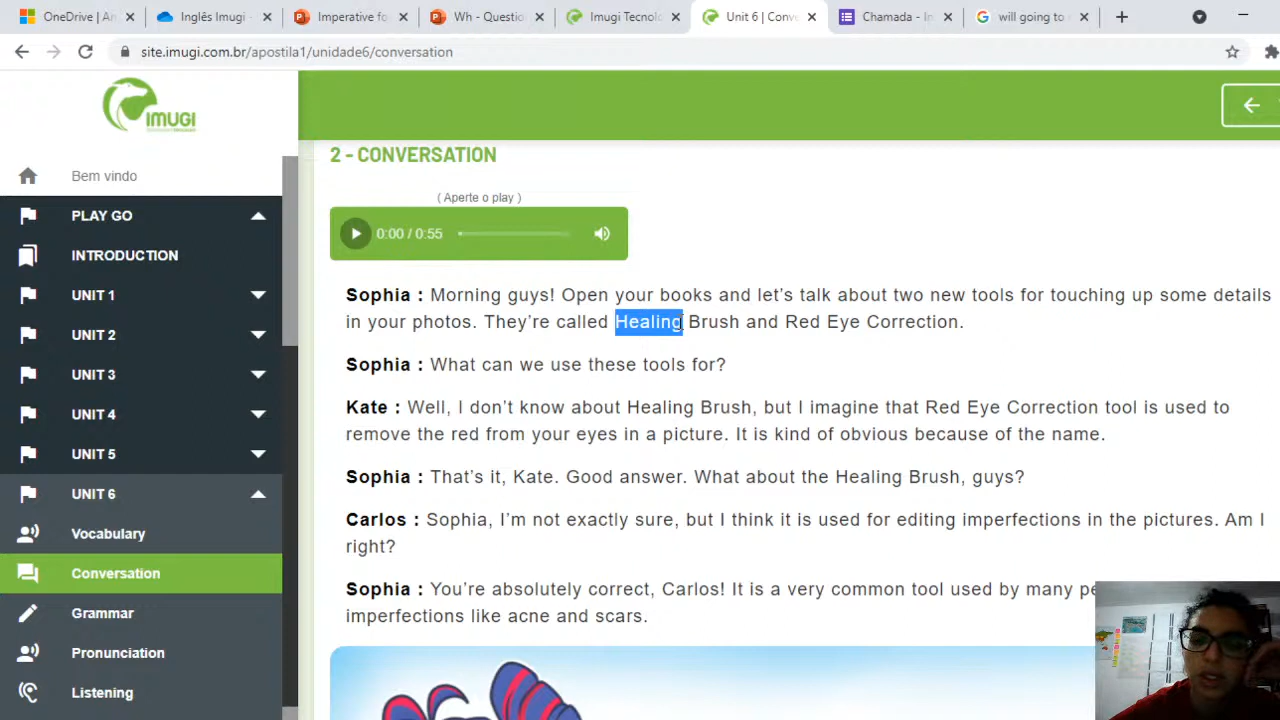 OneDrive | A
Inglês Imugi -
Imperative fo
Wh - Questio
Imugi Tecnolo
Unit 6 | Conv
Chamada - In
will going to
site.imugi.com.br/apostila1/unidade6/conversation
IMUGI
Bem vindo
PLAY GO
INTRODUCTION
UNIT 1
UNIT 2
UNIT 3
UNIT 4
UNIT 5
UNIT 6
Vocabulary
Conversation
Grammar
Pronunciation
Listening
2 - CONVERSATION
( Aperte o play )
0:00 / 0:55
Sophia : Morning guys! Open your books and let’s talk about two new tools for touching up some details
in your photos. They’re called Healing Brush and Red Eye Correction.
Sophia : What can we use these tools for?
Kate : Well, I don’t know about Healing Brush, but I imagine that Red Eye Correction tool is used to
remove the red from your eyes in a picture. It is kind of obvious because of the name.
Sophia : That’s it, Kate. Good answer. What about the Healing Brush, guys?
Carlos : Sophia, I’m not exactly sure, but I think it is used for editing imperfections in the pictures. Am I
right?
Sophia : You’re absolutely correct, Carlos! It is a very common tool used by many pe
imperfections like acne and scars.